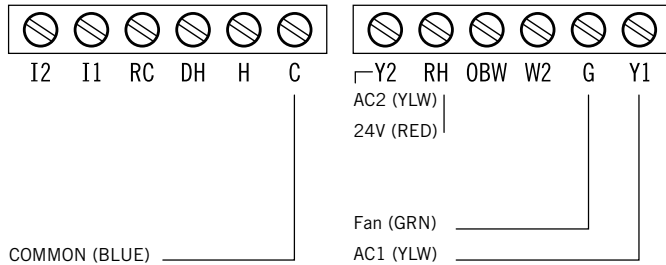 I2 I1 RC DH H C
Y2 RH OBW W2 G Y1
AC2 (YLW)
24V (RED)
Fan (GRN)
COMMON (BLUE)
AC1 (YLW)